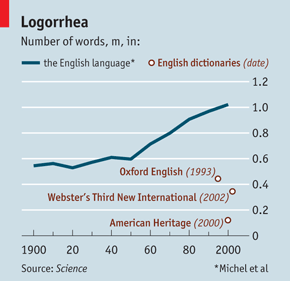 Logorrhea
Number of words, m, in:
the English language* English dictionaries (date)
1.2
1.0
0.8
0.6
Oxford English (1993)
0.4
Webster's Third New International (2002)
0.2
American Heritage (2000)
0
1900 20 40 60 80 2000
Source: Science *Michel et al